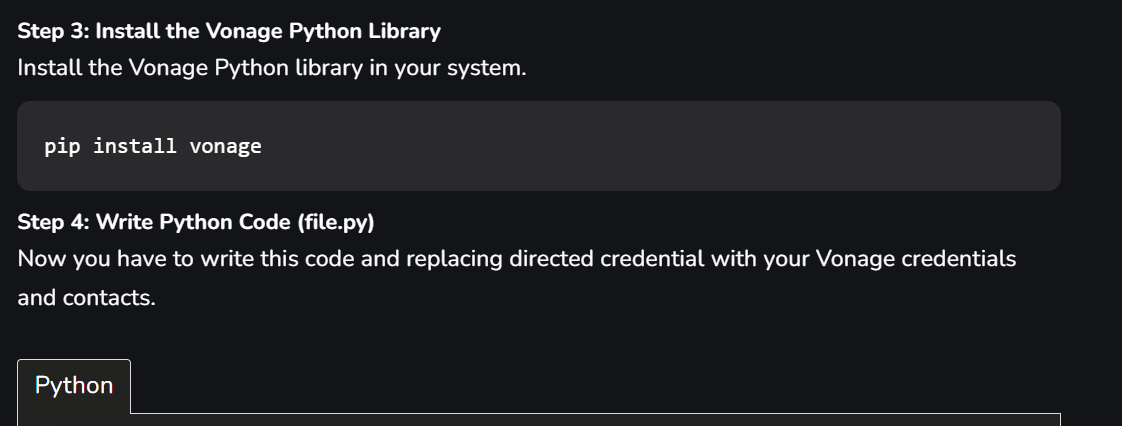 Step 3: Install the Vonage Python Library
Install the Vonage Python library in your system.
pip install vonage
Step 4: Write Python Code (file.py)
Now you have to write this code and replacing directed credential with your Vonage credentials
and contacts.
Python